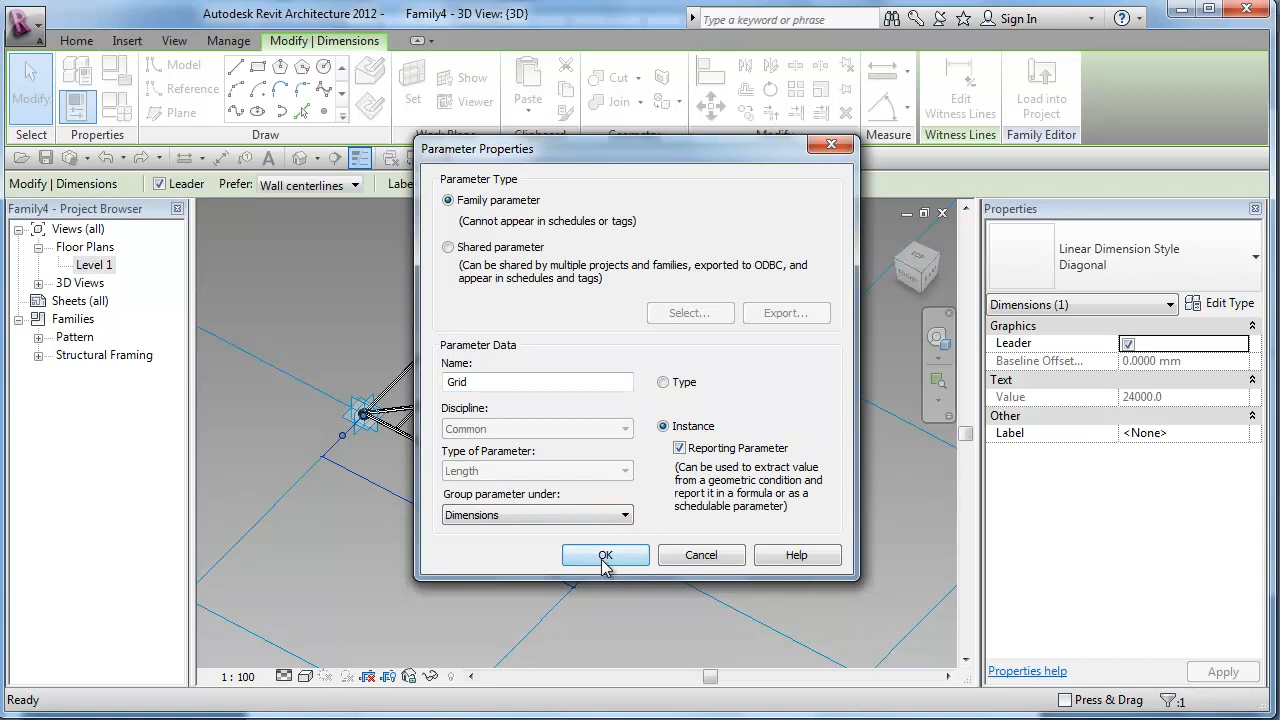 Autodesk Revit Architecture 2012 - Family4 - 3D View: {3D}
Type a keyword or phrase
Sign In
Home Insert View Manage Modify | Dimensions
Modify
Model
Reference
Plane
Set
Show
Viewer
Paste
Cut
Join
Edit
Witness Lines
Load into
Project
Select Properties Draw Measure Witness Lines Family Editor
Modify | Dimensions Leader Prefer: Wall centerlines
Family4 - Project Browser
Views (all)
Floor Plans
Level 1
3D Views
Sheets (all)
Families
Pattern
Structural Framing
Parameter Properties
Parameter Type
Family parameter
(Cannot appear in schedules or tags)
Shared parameter
(Can be shared by multiple projects and families, exported to ODBC, and
appear in schedules and tags)
Select... Export...
Parameter Data
Name:
Grid
Type
Discipline:
Common
Instance
Type of Parameter:
Reporting Parameter
Length
(Can be used to extract value
from a geometric condition and
report it in a formula or as a
schedulable parameter)
Group parameter under:
Dimensions
OK Cancel Help
TOP
Properties
Linear Dimension Style
Diagonal
Dimensions (1) Edit Type
Graphics
Leader
Baseline Offset... 0.0000 mm
Text
Value 24000.0
Other
Label <None>
Properties help Apply
1 : 100
Ready
Press & Drag
:1